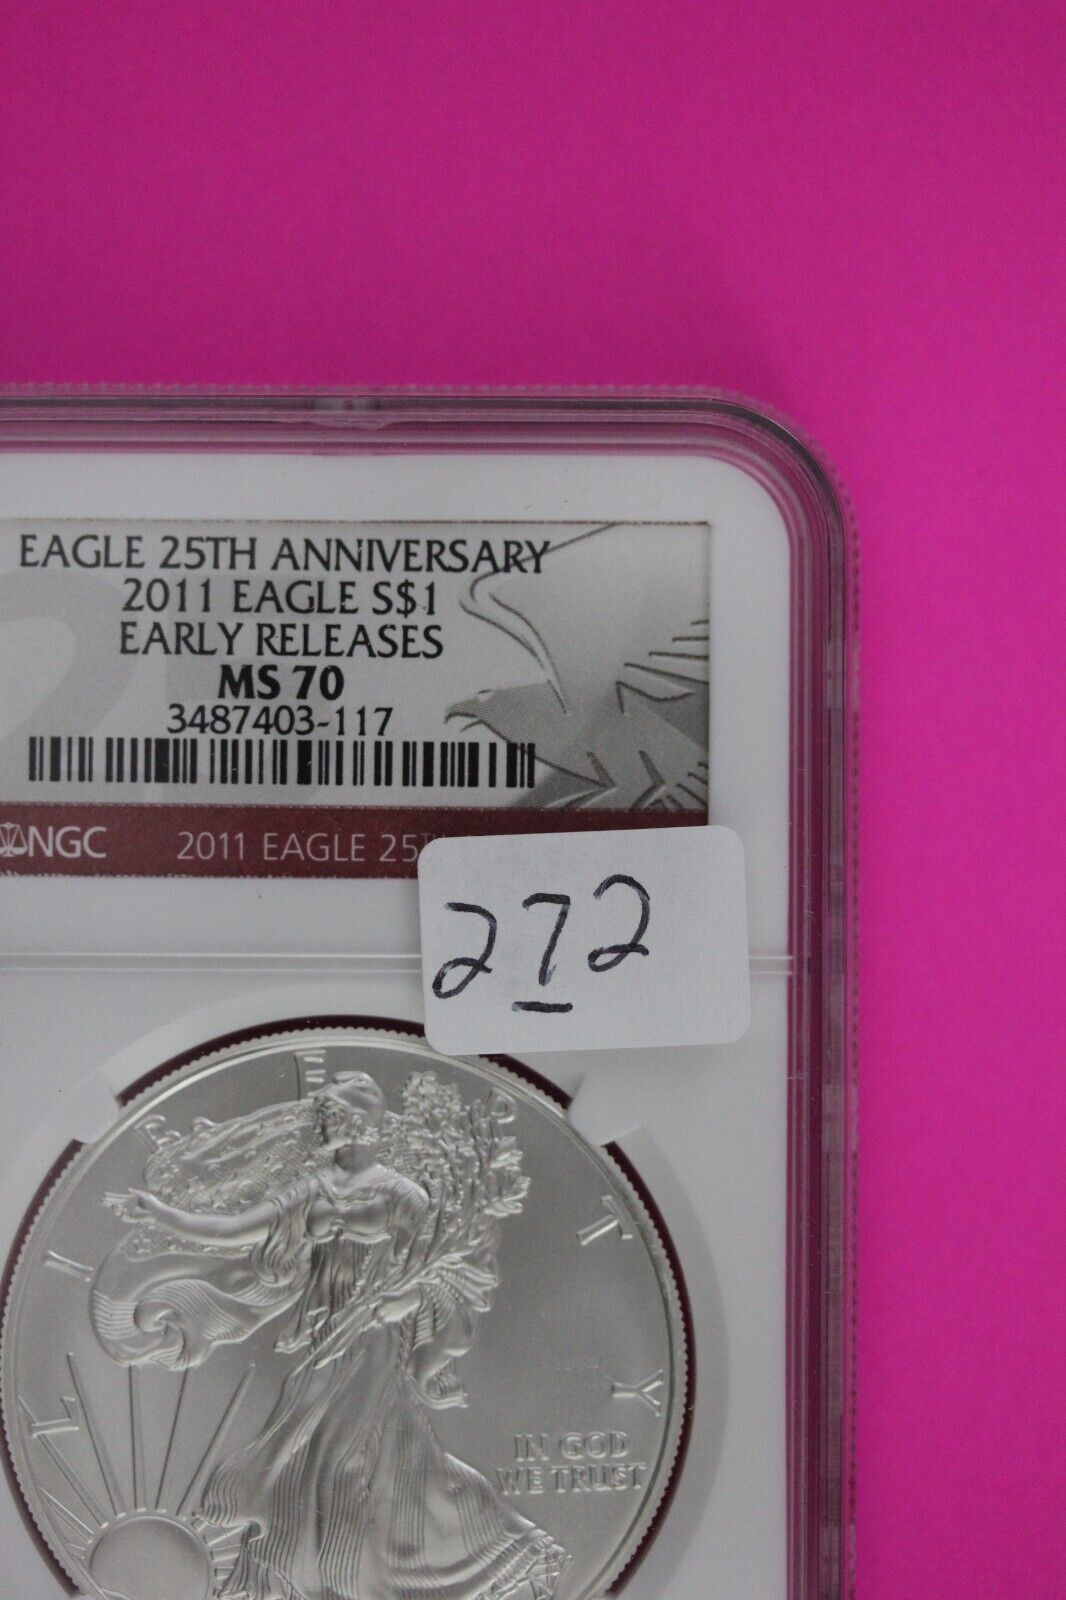 EAGLE 25TH ANNIVERSARY
2011 EAGLE S$1
EARLY RELEASES
MS 70
3487403-117
NGC 2011 EAGLE 25TH
272
LIBERTY
IN GOD
WE TRUST